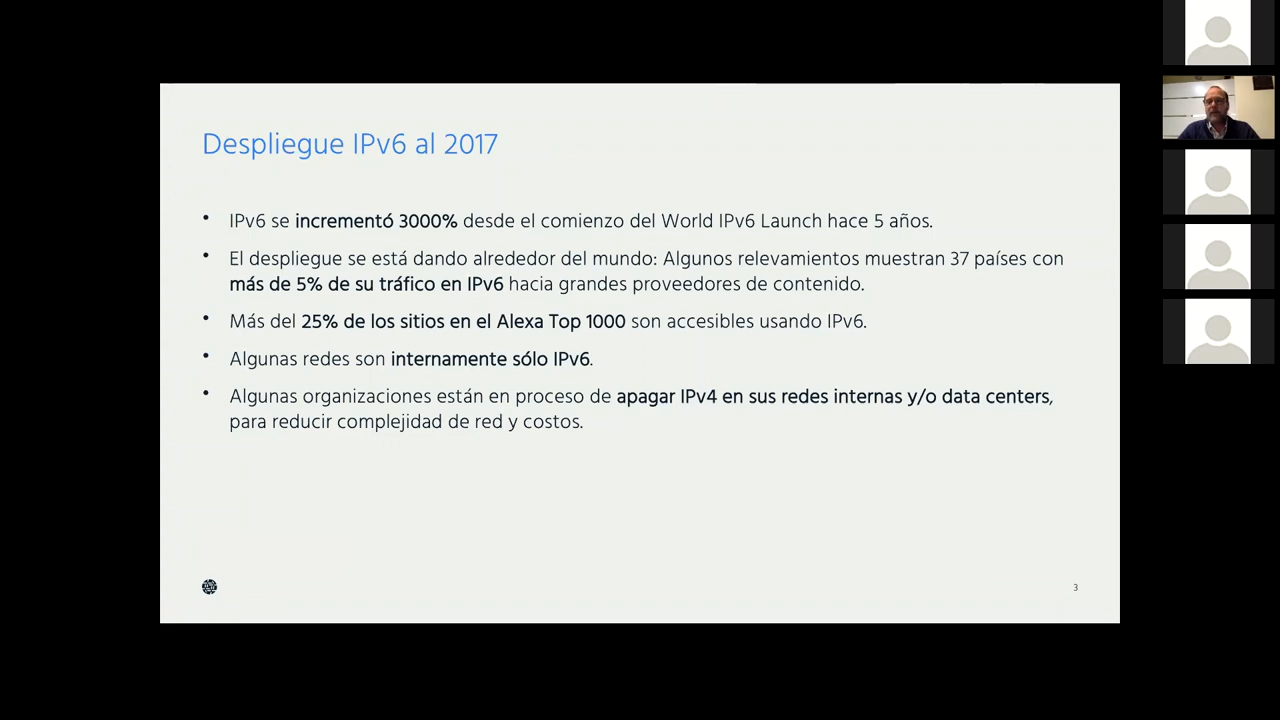 Despliegue IPv6 al 2017
• IPv6 se incrementó 3000% desde el comienzo del World IPv6 Launch hace 5 años.
• El despliegue se está dando alrededor del mundo: Algunos relevamientos muestran 37 países con
más de 5% de su tráfico en IPv6 hacia grandes proveedores de contenido.
• Más del 25% de los sitios en el Alexa Top 1000 son accesibles usando IPv6.
• Algunas redes son internamente sólo IPv6.
• Algunas organizaciones están en proceso de apagar IPv4 en sus redes internas y/o data centers,
para reducir complejidad de red y costos.
3